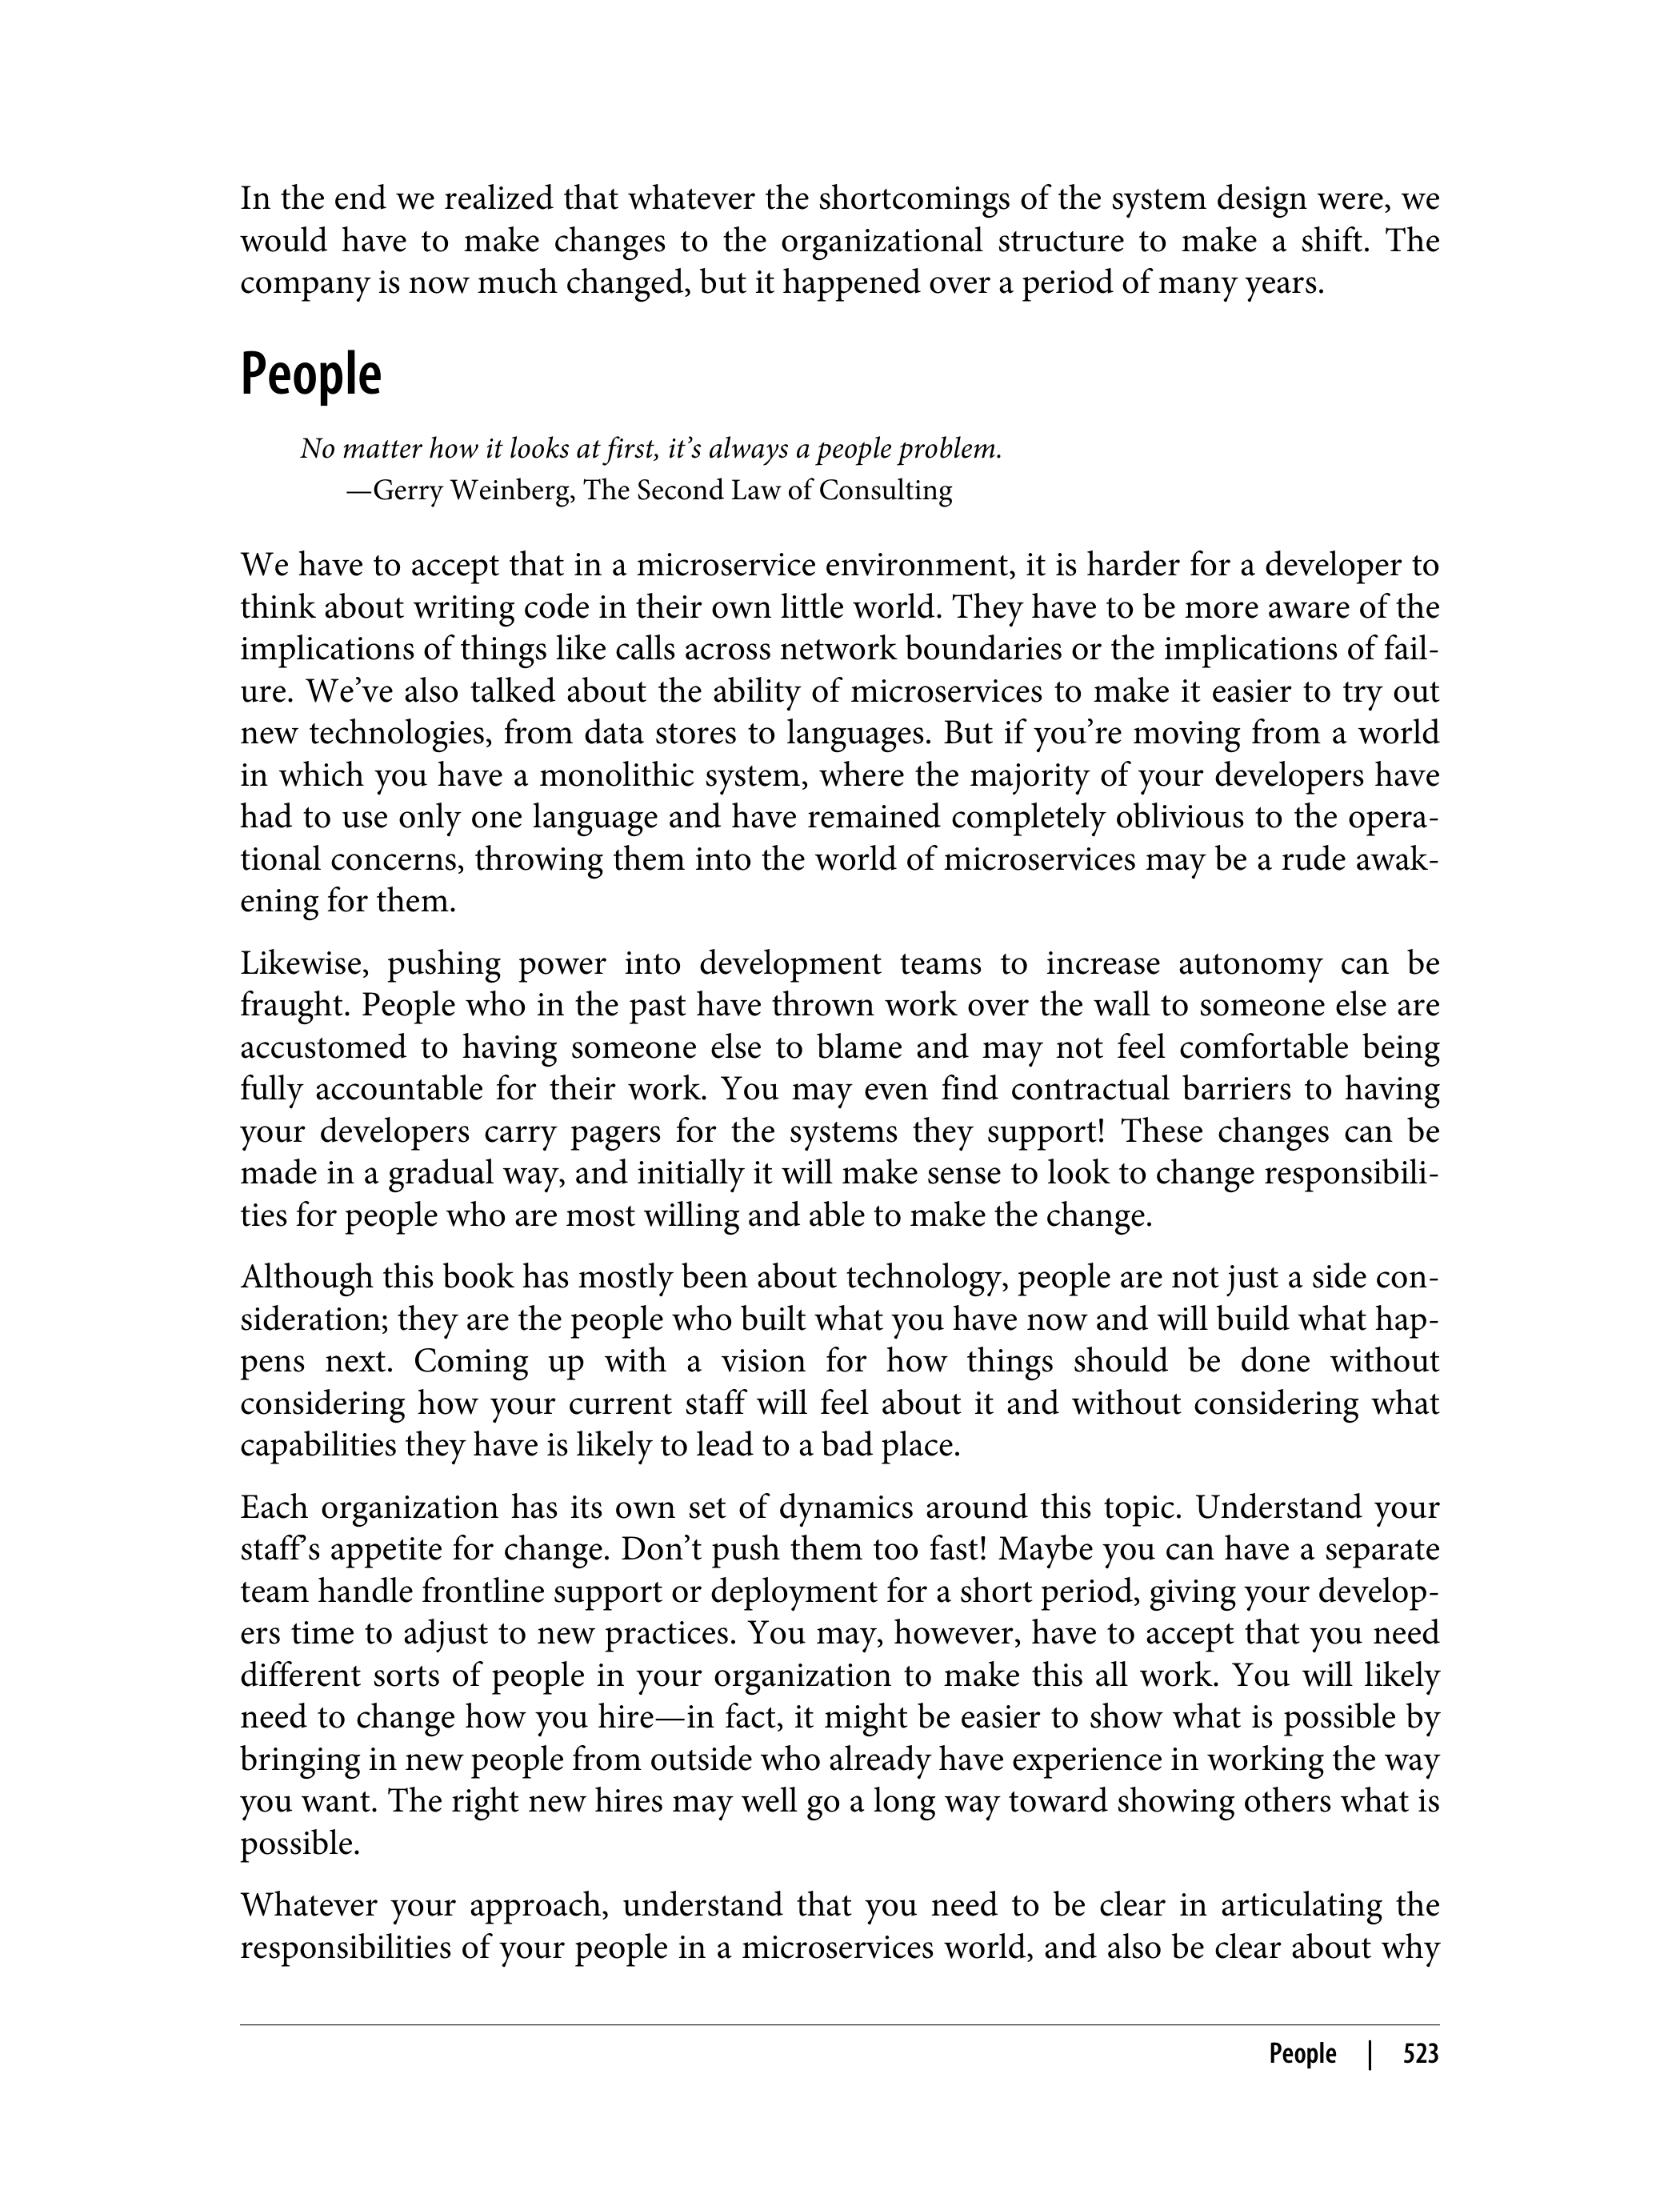 In the end we realized that whatever the shortcomings of the system design were, we
would have to make changes to the organizational structure to make a shift. The
company is now much changed, but it happened over a period of many years.
People
No matter how it looks at first, it’s always a people problem.
—Gerry Weinberg, The Second Law of Consulting
We have to accept that in a microservice environment, it is harder for a developer to
think about writing code in their own little world. They have to be more aware of the
implications of things like calls across network boundaries or the implications of fail-
ure. We’ve also talked about the ability of microservices to make it easier to try out
new technologies, from data stores to languages. But if you’re moving from a world
in which you have a monolithic system, where the majority of your developers have
had to use only one language and have remained completely oblivious to the opera-
tional concerns, throwing them into the world of microservices may be a rude awak-
ening for them.
Likewise, pushing power into development teams to increase autonomy can be
fraught. People who in the past have thrown work over the wall to someone else are
accustomed to having someone else to blame and may not feel comfortable being
fully accountable for their work. You may even find contractual barriers to having
your developers carry pagers for the systems they support! These changes can be
made in a gradual way, and initially it will make sense to look to change responsibili-
ties for people who are most willing and able to make the change.
Although this book has mostly been about technology, people are not just a side con-
sideration; they are the people who built what you have now and will build what hap-
pens next. Coming up with a vision for how things should be done without
considering how your current staff will feel about it and without considering what
capabilities they have is likely to lead to a bad place.
Each organization has its own set of dynamics around this topic. Understand your
staff’s appetite for change. Don’t push them too fast! Maybe you can have a separate
team handle frontline support or deployment for a short period, giving your develop-
ers time to adjust to new practices. You may, however, have to accept that you need
different sorts of people in your organization to make this all work. You will likely
need to change how you hire—in fact, it might be easier to show what is possible by
bringing in new people from outside who already have experience in working the way
you want. The right new hires may well go a long way toward showing others what is
possible.
Whatever your approach, understand that you need to be clear in articulating the
responsibilities of your people in a microservices world, and also be clear about why
People | 523